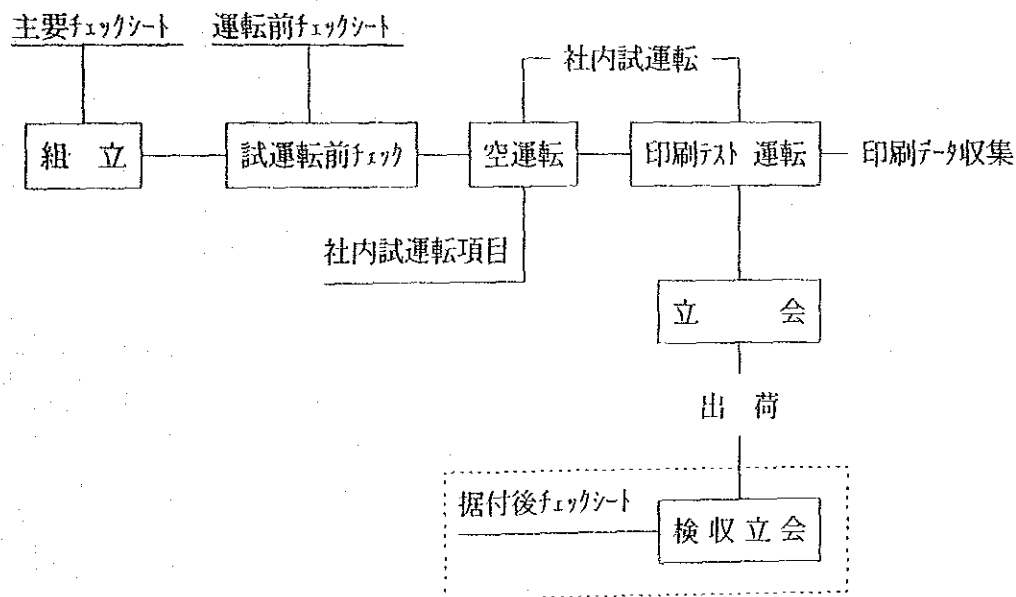 主要チェックシート
運転前チェックシート
社内試運転
組 立
試運転前チェック
空運転
印刷テスト 運転
印刷データ収集
社内試運転項目
立 会
出 荷
据付後チェックシート
検収立会